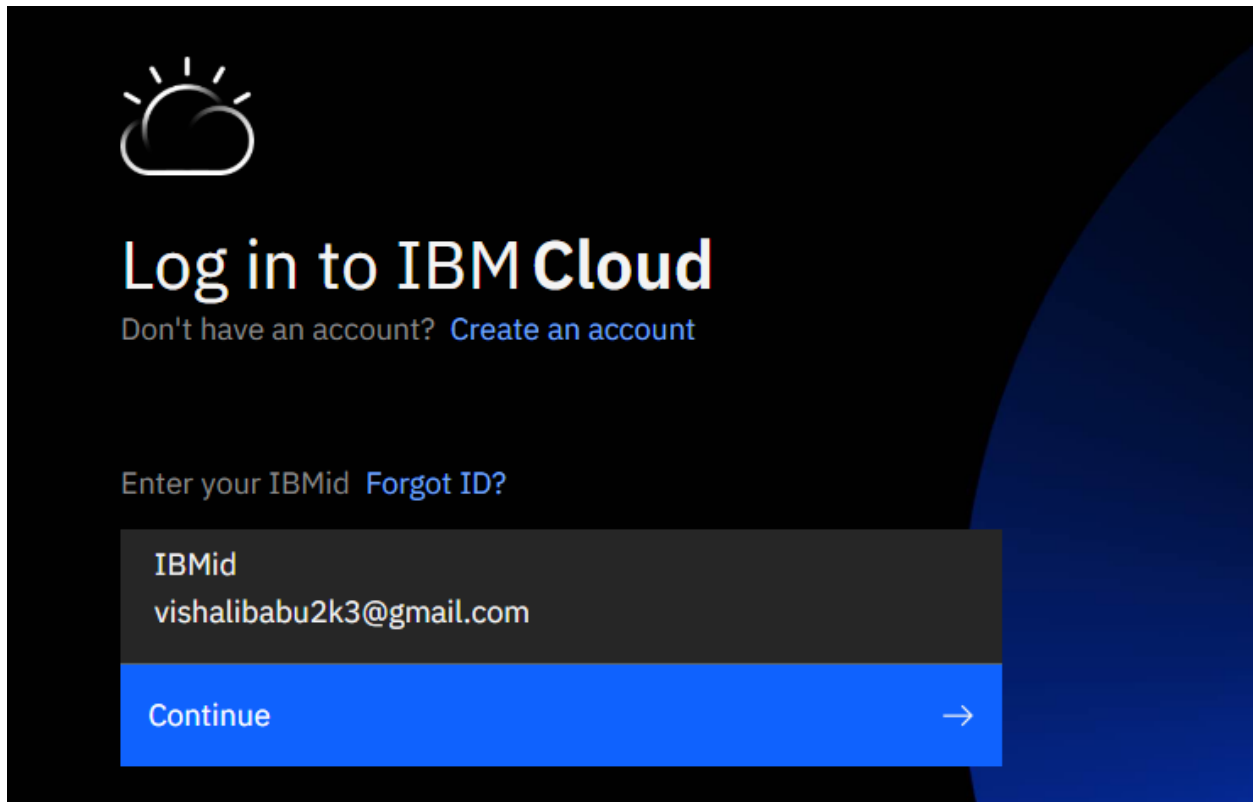 Log in to IBM Cloud
Don't have an account? Create an account
Enter your IBMid Forgot ID?
IBMid
vishalibabu2k3@gmail.com
Continue